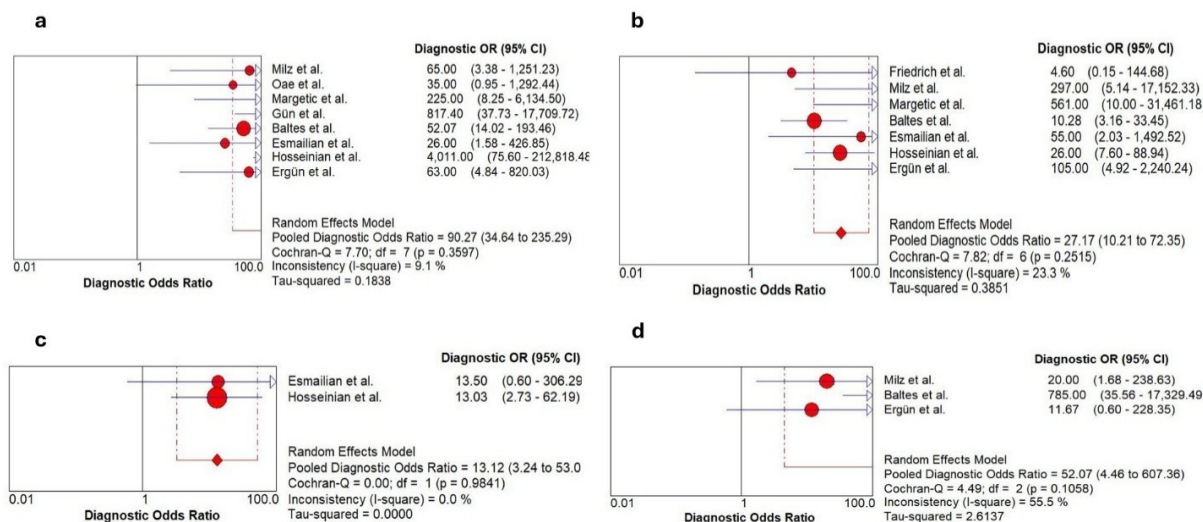 a
Diagnostic OR (95% CI)
Milz et al. 65.00 (3.38 - 1,251.23)
Oae et al. 35.00 (0.95 - 1,292.44)
Margetic et al. 225.00 (8.25 - 6,134.50)
Gün et al. 817.40 (37.73 - 17,709.72)
Baltes et al. 52.07 (14.02 - 193.46)
Esmailian et al. 26.00 (1.58 - 426.85)
Hosseinian et al. 4,011.00 (75.60 - 212,818.48
Ergün et al. 63.00 (4.84 - 820.03)
Random Effects Model
Pooled Diagnostic Odds Ratio = 90.27 (34.64 to 235.29)
Cochran-Q = 7.70; df = 7 (p = 0.3597)
Inconsistency (I-square) = 9.1 %
Tau-squared = 0.1838
0.01 1 100.0
Diagnostic Odds Ratio
b
Diagnostic OR (95% CI)
Friedrich et al. 4.60 (0.15 - 144.68)
Milz et al. 297.00 (5.14 - 17,152.33)
Margetic et al. 561.00 (10.00 - 31,461.18
Baltes et al. 10.28 (3.16 - 33.45)
Esmailian et al. 55.00 (2.03 - 1,492.52)
Hosseinian et al. 26.00 (7.60 - 88.94)
Ergün et al. 105.00 (4.92 - 2,240.24)
Random Effects Model
Pooled Diagnostic Odds Ratio = 27.17 (10.21 to 72.35)
Cochran-Q = 7.82; df = 6 (p = 0.2515)
Inconsistency (I-square) = 23.3 %
Tau-squared = 0.3851
0.01 1 100.0
Diagnostic Odds Ratio
c
Diagnostic OR (95% CI)
Esmailian et al. 13.50 (0.60 - 306.29
Hosseinian et al. 13.03 (2.73 - 62.19)
Random Effects Model
Pooled Diagnostic Odds Ratio = 13.12 (3.24 to 53.0
Cochran-Q = 0.00; df = 1 (p = 0.9841)
Inconsistency (I-square) = 0.0 %
Tau-squared = 0.0000
0.01 1 100.0
Diagnostic Odds Ratio
d
Diagnostic OR (95% CI)
Milz et al. 20.00 (1.68 - 238.63)
Baltes et al. 785.00 (35.56 - 17,329.49
Ergün et al. 11.67 (0.60 - 228.35)
Random Effects Model
Pooled Diagnostic Odds Ratio = 52.07 (4.46 to 607.36)
Cochran-Q = 4.49; df = 2 (p = 0.1058)
Inconsistency (I-square) = 55.5 %
Tau-squared = 2.6137
0.01 1 100.0
Diagnostic Odds Ratio